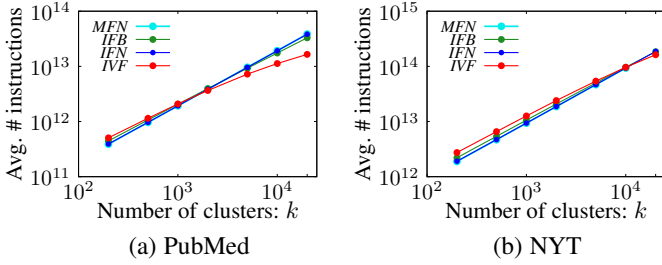 Avg. # instructions
10^14
10^13
10^12
10^11
MFN
IFB
IFN
IVF
10^2
10^3
10^4
Number of clusters: k
(a) PubMed
Avg. # instructions
10^15
10^14
10^13
10^12
MFN
IFB
IFN
IVF
10^2
10^3
10^4
Number of clusters: k
(b) NYT